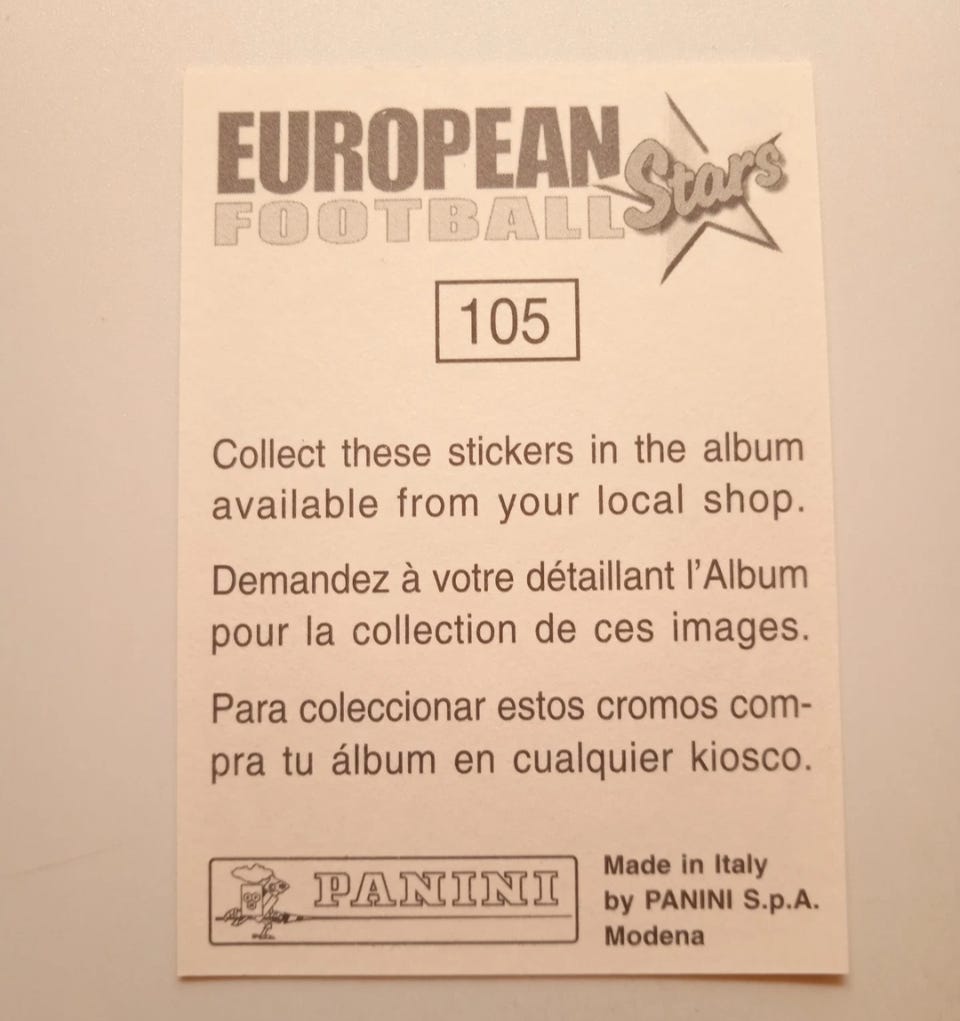 EUROPEAN
FOOTBALL Stars
105
Collect these stickers in the album
available from your local shop.
Demandez à votre détaillant l'Album
pour la collection de ces images.
Para coleccionar estos cromos com-
pra tu álbum en cualquier kiosco.
PANINI
Made in Italy
by PANINI S.p.A.
Modena